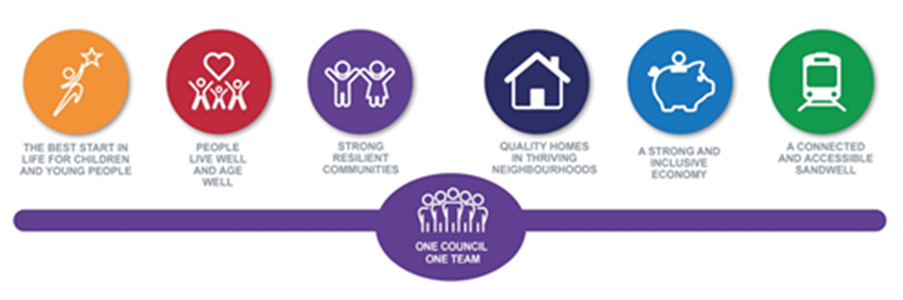 THE BEST START IN
LIFE FOR CHILDREN
AND YOUNG PEOPLE
PEOPLE
LIVE WELL
AND AGE
WELL
STRONG
RESILIENT
COMMUNITIES
QUALITY HOMES
IN THRIVING
NEIGHBOURHOODS
A STRONG AND
INCLUSIVE
ECONOMY
A CONNECTED
AND ACCESSIBLE
SANDWELL
ONE COUNCIL
ONE TEAM